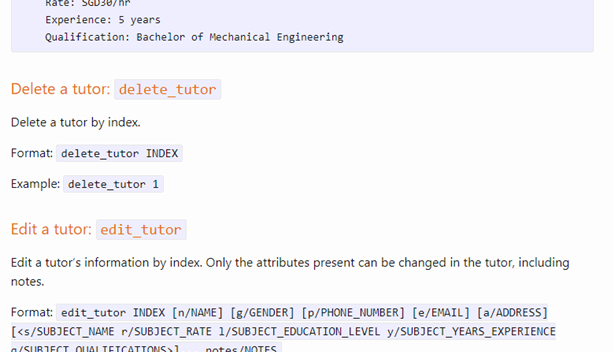 Rate: SGD30/hr
Experience: 5 years
Qualification: Bachelor of Mechanical Engineering
Delete a tutor: delete_tutor
Delete a tutor by index.
Format: delete_tutor INDEX
Example: delete_tutor 1
Edit a tutor: edit_tutor
Edit a tutor's information by index. Only the attributes present can be changed in the tutor, including
notes.
Format: edit_tutor INDEX [n/NAME] [g/GENDER] [p/PHONE_NUMBER] [e/EMAIL] [a/ADDRESS]
[<s/SUBJECT_NAME r/SUBJECT_RATE l/SUBJECT_EDUCATION_LEVEL y/SUBJECT_YEARS_EXPERIENCE
q/SUBJECT_QUALIFICATIONS>]... notes/NOTES